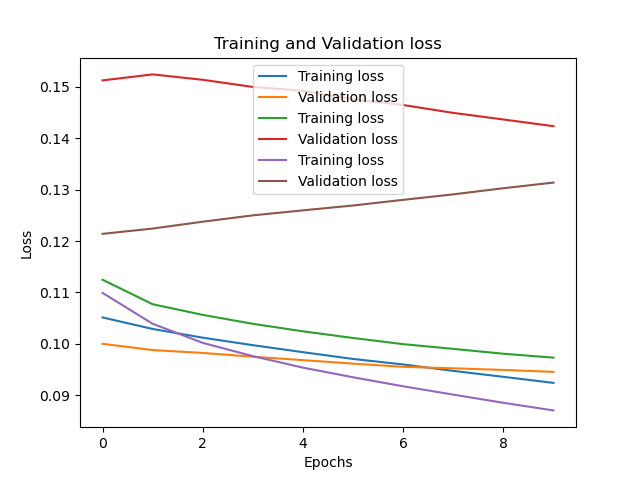 Training and Validation loss
Training loss
Validation loss
Training loss
Validation loss
Training loss
Validation loss
0.15
0.14
0.13
0.12
0.11
0.10
0.09
Loss
0 2 4 6 8
Epochs